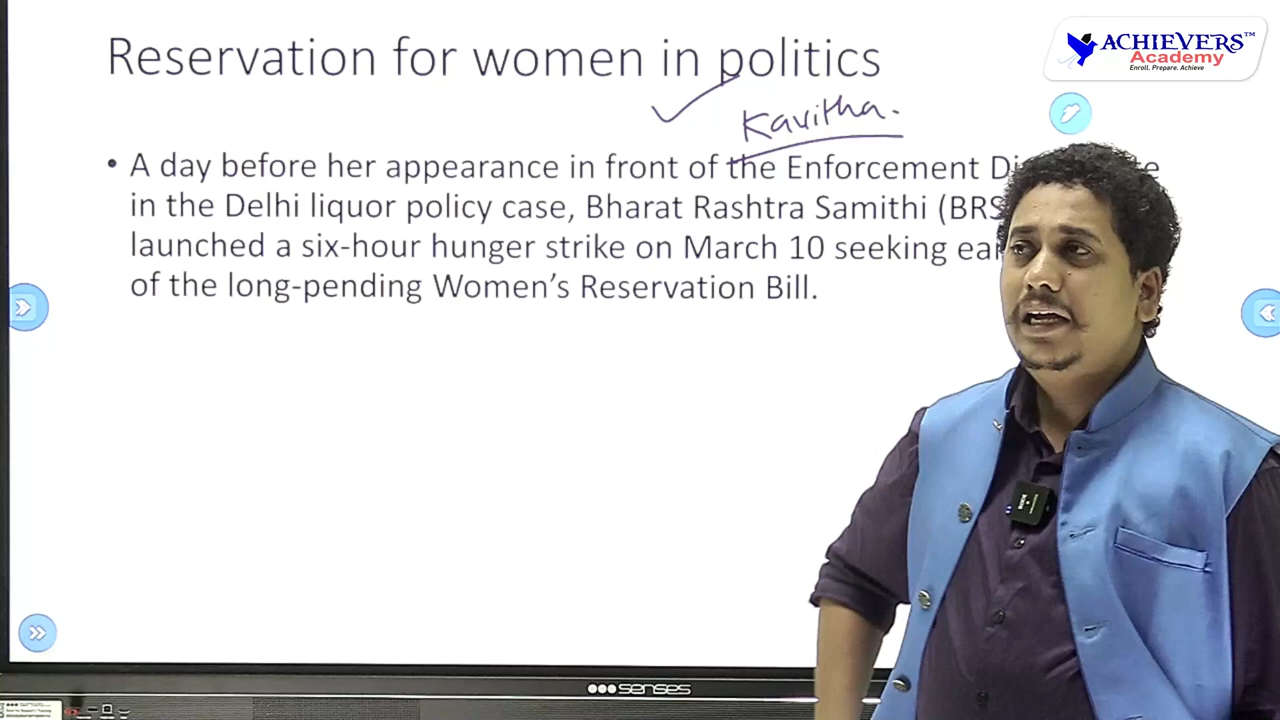 Reservation for women in politics
ACHIEVERS™
Academy
Enroll. Prepare. Achieve
Kavitha.
• A day before her appearance in front of the Enforcement Di
in the Delhi liquor policy case, Bharat Rashtra Samithi (BRS
launched a six-hour hunger strike on March 10 seeking ea
of the long-pending Women's Reservation Bill.
senses